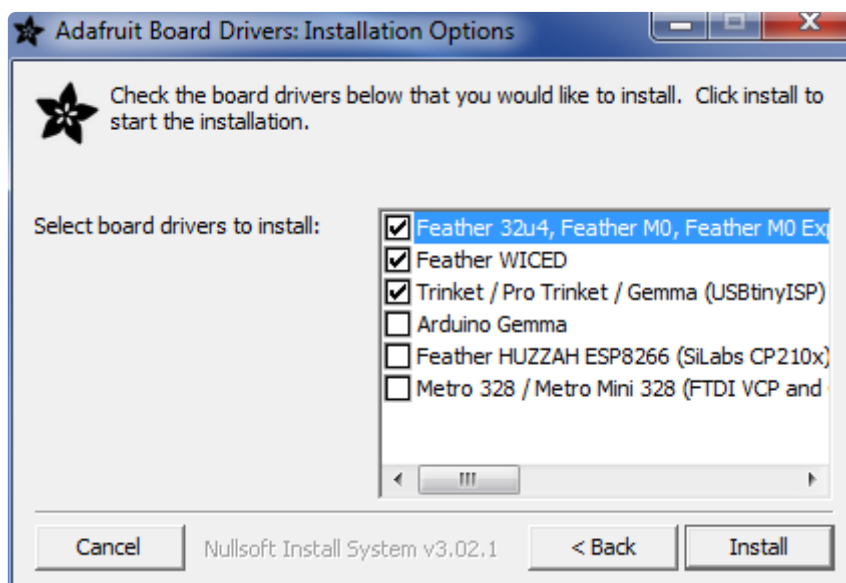 Adafruit Board Drivers: Installation Options
Check the board drivers below that you would like to install.  Click install to
start the installation.
Select board drivers to install:
Feather 32u4, Feather M0, Feather M0
Feather WICED
Trinket / Pro Trinket / Gemma (USBtinyISP)
Arduino Gemma
Feather HUZZAH ESP8266 (SiLabs CP210x)
Metro 328 / Metro Mini 328 (FTDI VCP and
Cancel
Nullsoft Install System v3.02.1
< Back
Install